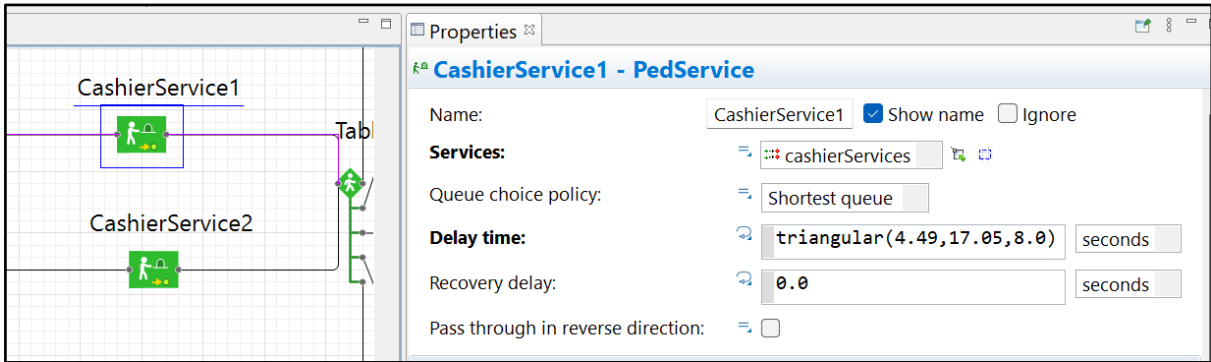 CashierService1
Tabl
CashierService2
Properties
CashierService1 - PedService
Name: CashierService1 Show name Ignore
Services: cashierServices
Queue choice policy: Shortest queue
Delay time: triangular(4.49,17.05,8.0) seconds
Recovery delay: 0.0 seconds
Pass through in reverse direction: